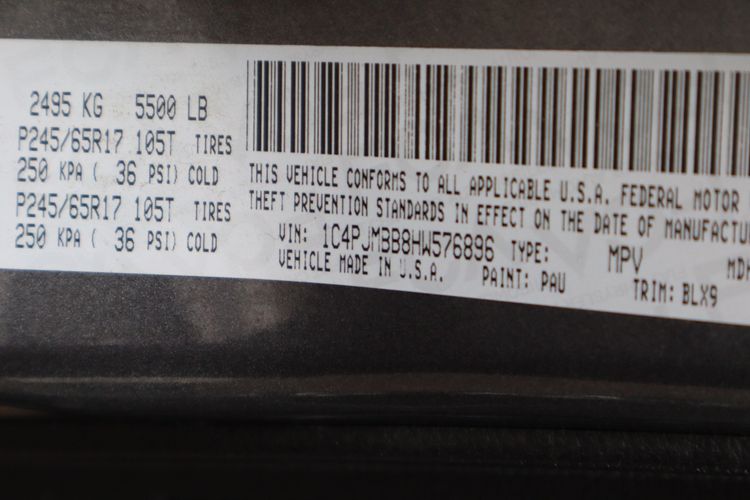 2495 KG 5500 LB
P245/65R17 105T TIRES
250 KPA ( 36 PSI) COLD
P245/65R17 105T TIRES
250 KPA ( 36 PSI) COLD
THIS VEHICLE CONFORMS TO ALL APPLICABLE U.S.A. FEDERAL MOTOR
THEFT PREVENTION STANDARDS IN EFFECT ON THE DATE OF MANUFACTU
VIN: 1C4PJMBB8HW576896 TYPE: MPV MDH
VEHICLE MADE IN U.S.A. PAINT: PAU TRIM: BLX9